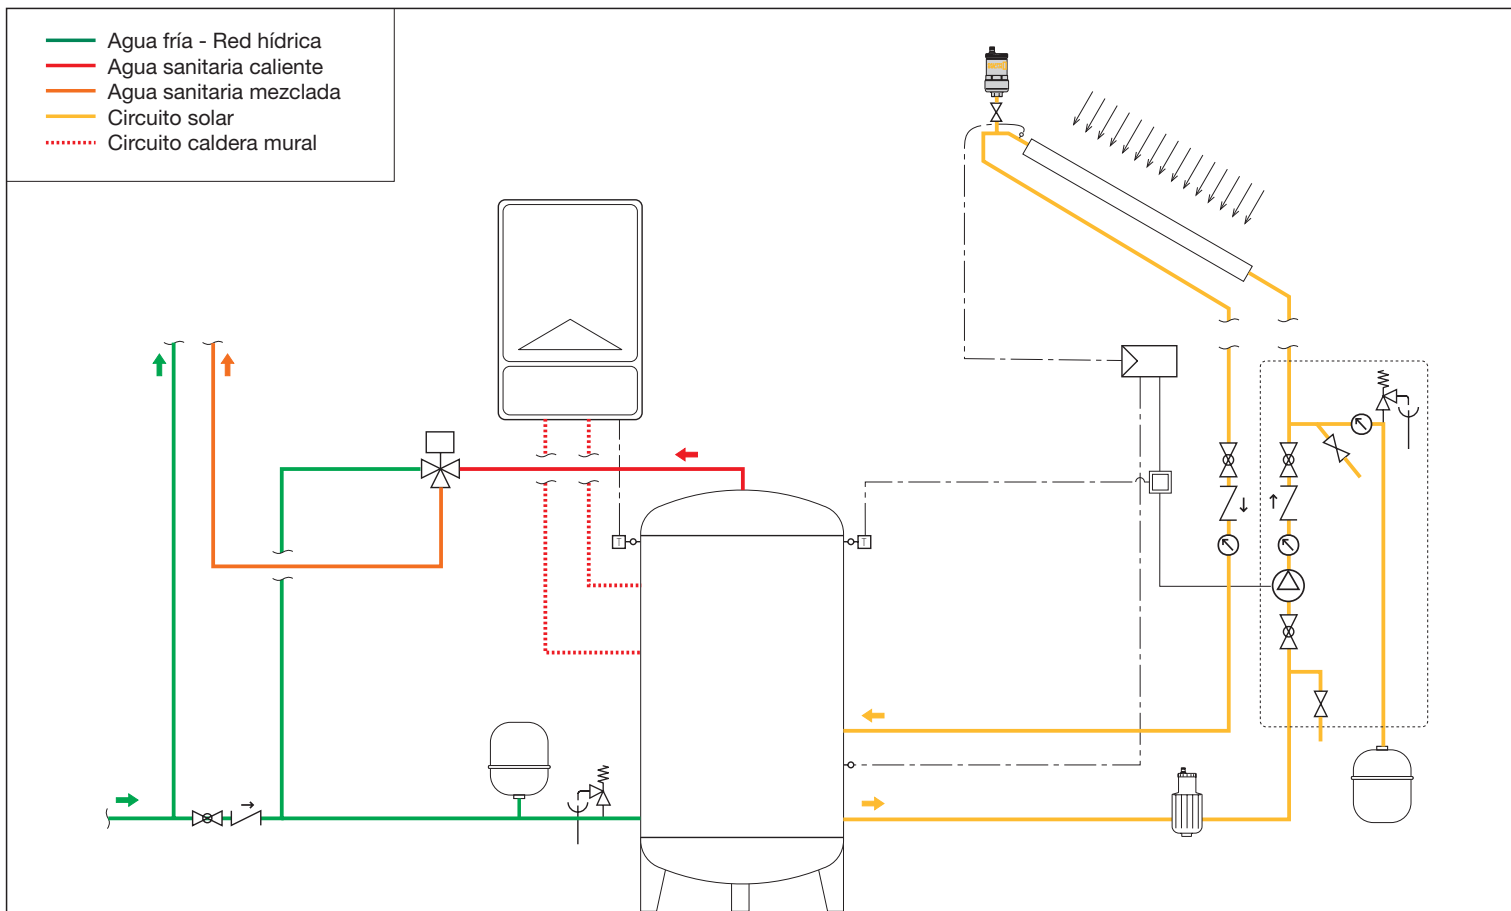 Agua fría - Red hídrica
Agua sanitaria caliente
Agua sanitaria mezclada
Circuito solar
Circuito caldera mural
T
T